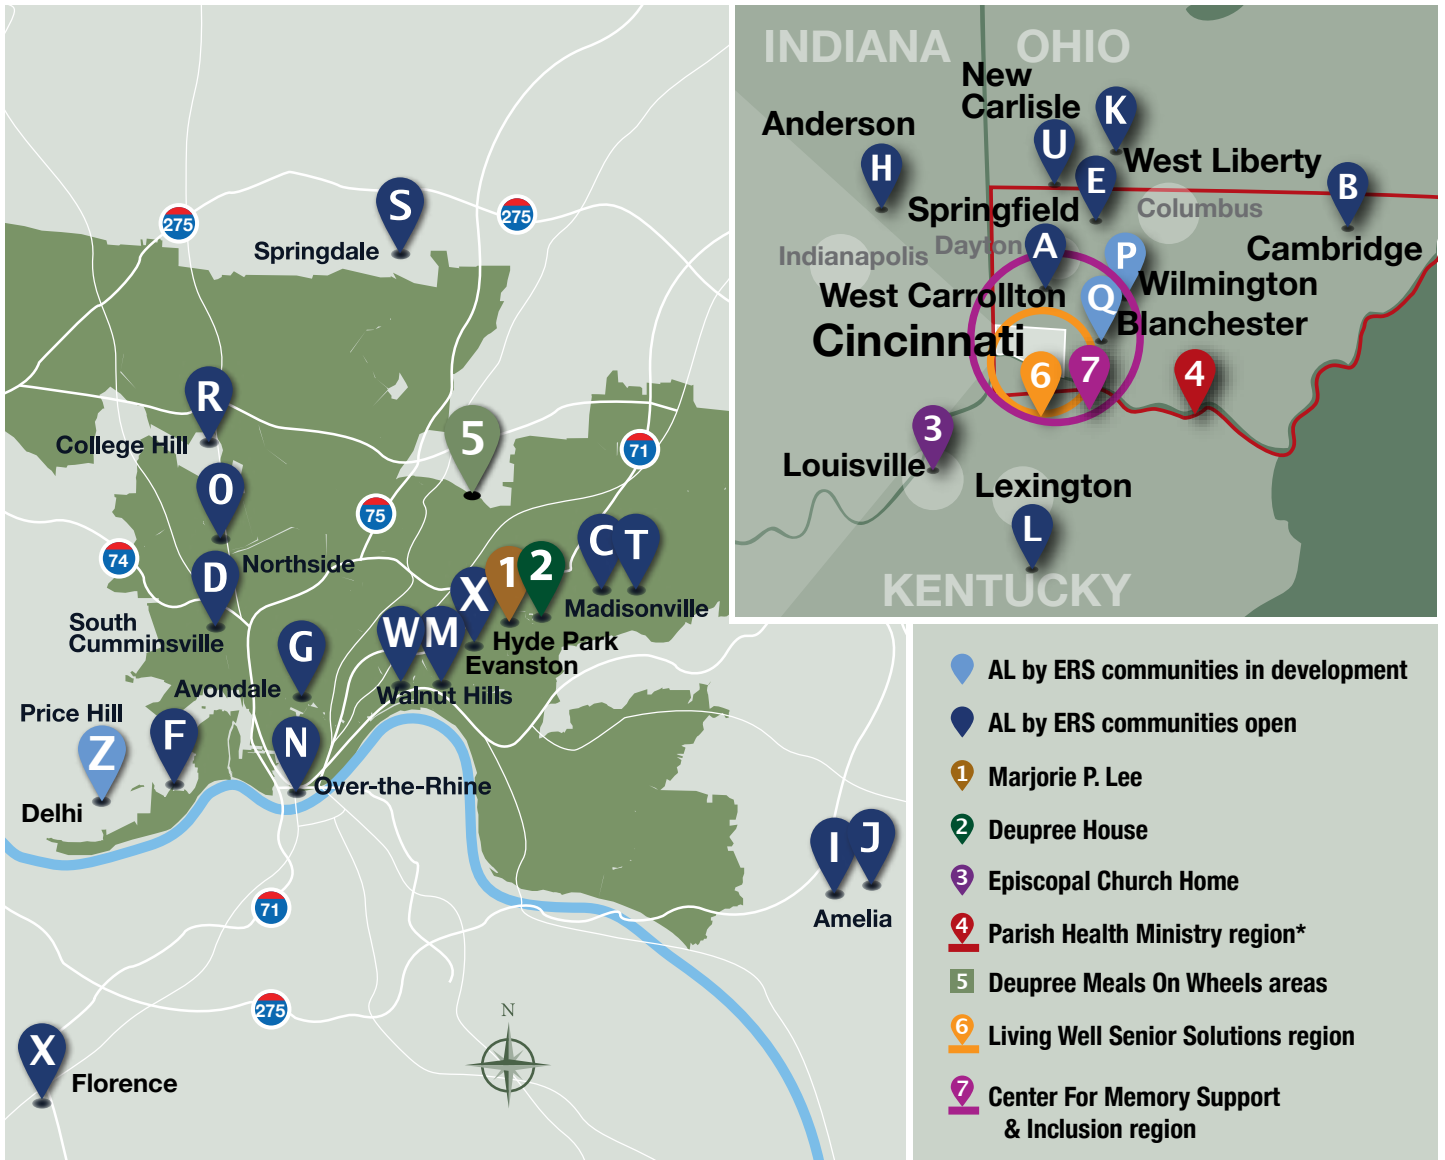 275
S
275
Springdale
R
College Hill
5
71
O
75
74
Northside
D
South
Cumminsville
C
T
Madisonville
1
2
X
Hyde Park
Evanston
W
M
Walnut Hills
G
Avondale
Price Hill
Z
F
N
Over-the-Rhine
Delhi
I
J
Amelia
71
275
N
X
Florence
INDIANA
OHIO
New
Carlisle
K
Anderson
U
West Liberty
H
E
B
Springfield
Columbus
Indianapolis
Dayton
A
P
Cambridge
West Carrollton
Q
Wilmington
Blanchester
Cincinnati
6
7
4
3
Louisville
Lexington
L
KENTUCKY
AL by ERS communities in development
AL by ERS communities open
1 Marjorie P. Lee
2 Deupree House
3 Episcopal Church Home
4 Parish Health Ministry region*
5 Deupree Meals On Wheels areas
6 Living Well Senior Solutions region
7 Center For Memory Support
& Inclusion region